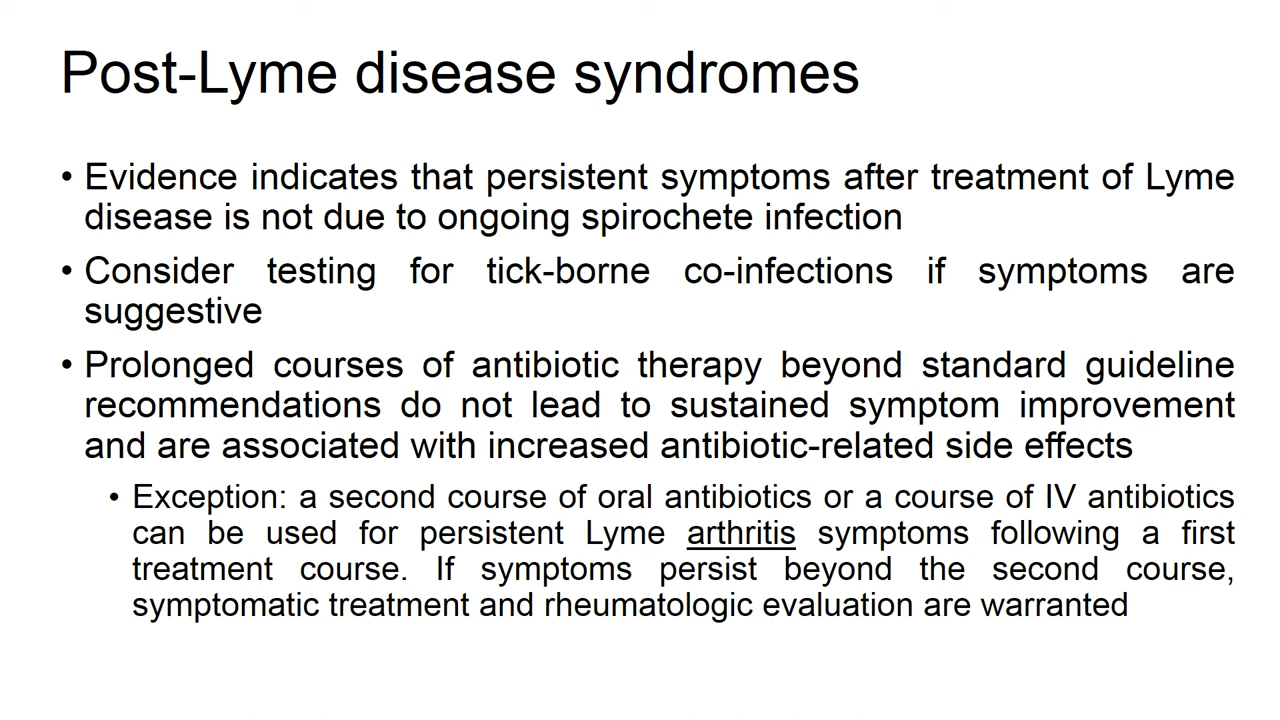 Post-Lyme disease syndromes
• Evidence indicates that persistent symptoms after treatment of Lyme
disease is not due to ongoing spirochete infection
• Consider testing for tick-borne co-infections if symptoms are
suggestive
• Prolonged courses of antibiotic therapy beyond standard guideline
recommendations do not lead to sustained symptom improvement
and are associated with increased antibiotic-related side effects
• Exception: a second course of oral antibiotics or a course of IV antibiotics
can be used for persistent Lyme arthritis symptoms following a first
treatment course. If symptoms persist beyond the second course,
symptomatic treatment and rheumatologic evaluation are warranted